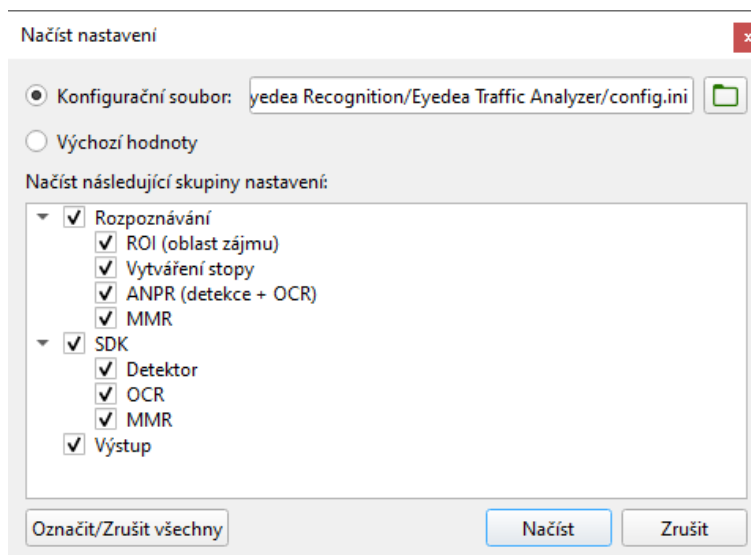 Načíst nastavení
x
Konfigurační soubor: yedea Recognition/Eyedea Traffic Analyzer/config.ini
Výchozí hodnoty
Načíst následující skupiny nastavení:
Rozpoznávání
ROI (oblast zájmu)
Vytváření stopy
ANPR (detekce + OCR)
MMR
SDK
Detektor
OCR
MMR
Výstup
Označit/Zrušit všechny Načíst Zrušit